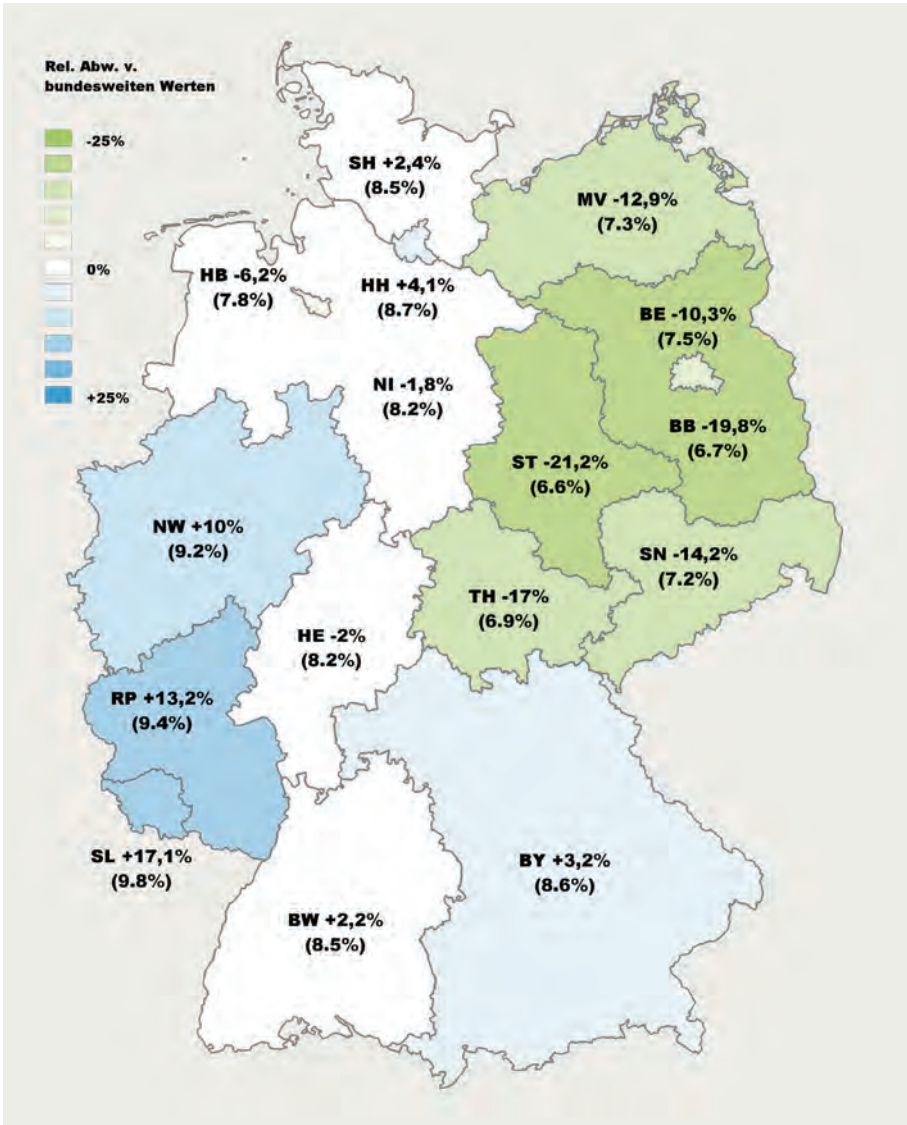 Rel. Abw. v.
bundesweiten Werten
-25%
0%
+25%
SH +2,4%
(8.5%)
MV -12,9%
(7.3%)
HB -6,2%
(7.8%)
HH +4,1%
(8.7%)
BE -10,3%
(7.5%)
NI -1,8%
(8.2%)
BB -19,8%
(6.7%)
ST -21,2%
(6.6%)
NW +10%
(9.2%)
SN -14,2%
(7.2%)
TH -17%
(6.9%)
HE -2%
(8.2%)
RP +13,2%
(9.4%)
SL +17,1%
(9.8%)
BY +3,2%
(8.6%)
BW +2,2%
(8.5%)